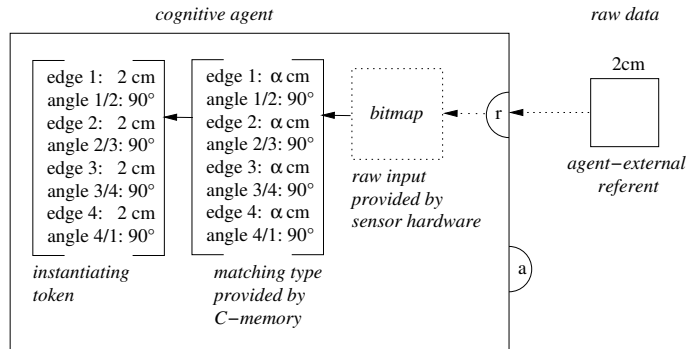 cognitive agent
raw data
edge 1: 2 cm
angle 1/2: 90°
edge 2: 2 cm
angle 2/3: 90°
edge 3: 2 cm
angle 3/4: 90°
edge 4: 2 cm
angle 4/1: 90°
instantiating
token
edge 1: α cm
angle 1/2: 90°
edge 2: α cm
angle 2/3: 90°
edge 3: α cm
angle 3/4: 90°
edge 4: α cm
angle 4/1: 90°
matching type
provided by
C−memory
bitmap
raw input
provided by
sensor hardware
r
a
2cm
agent−external
referent